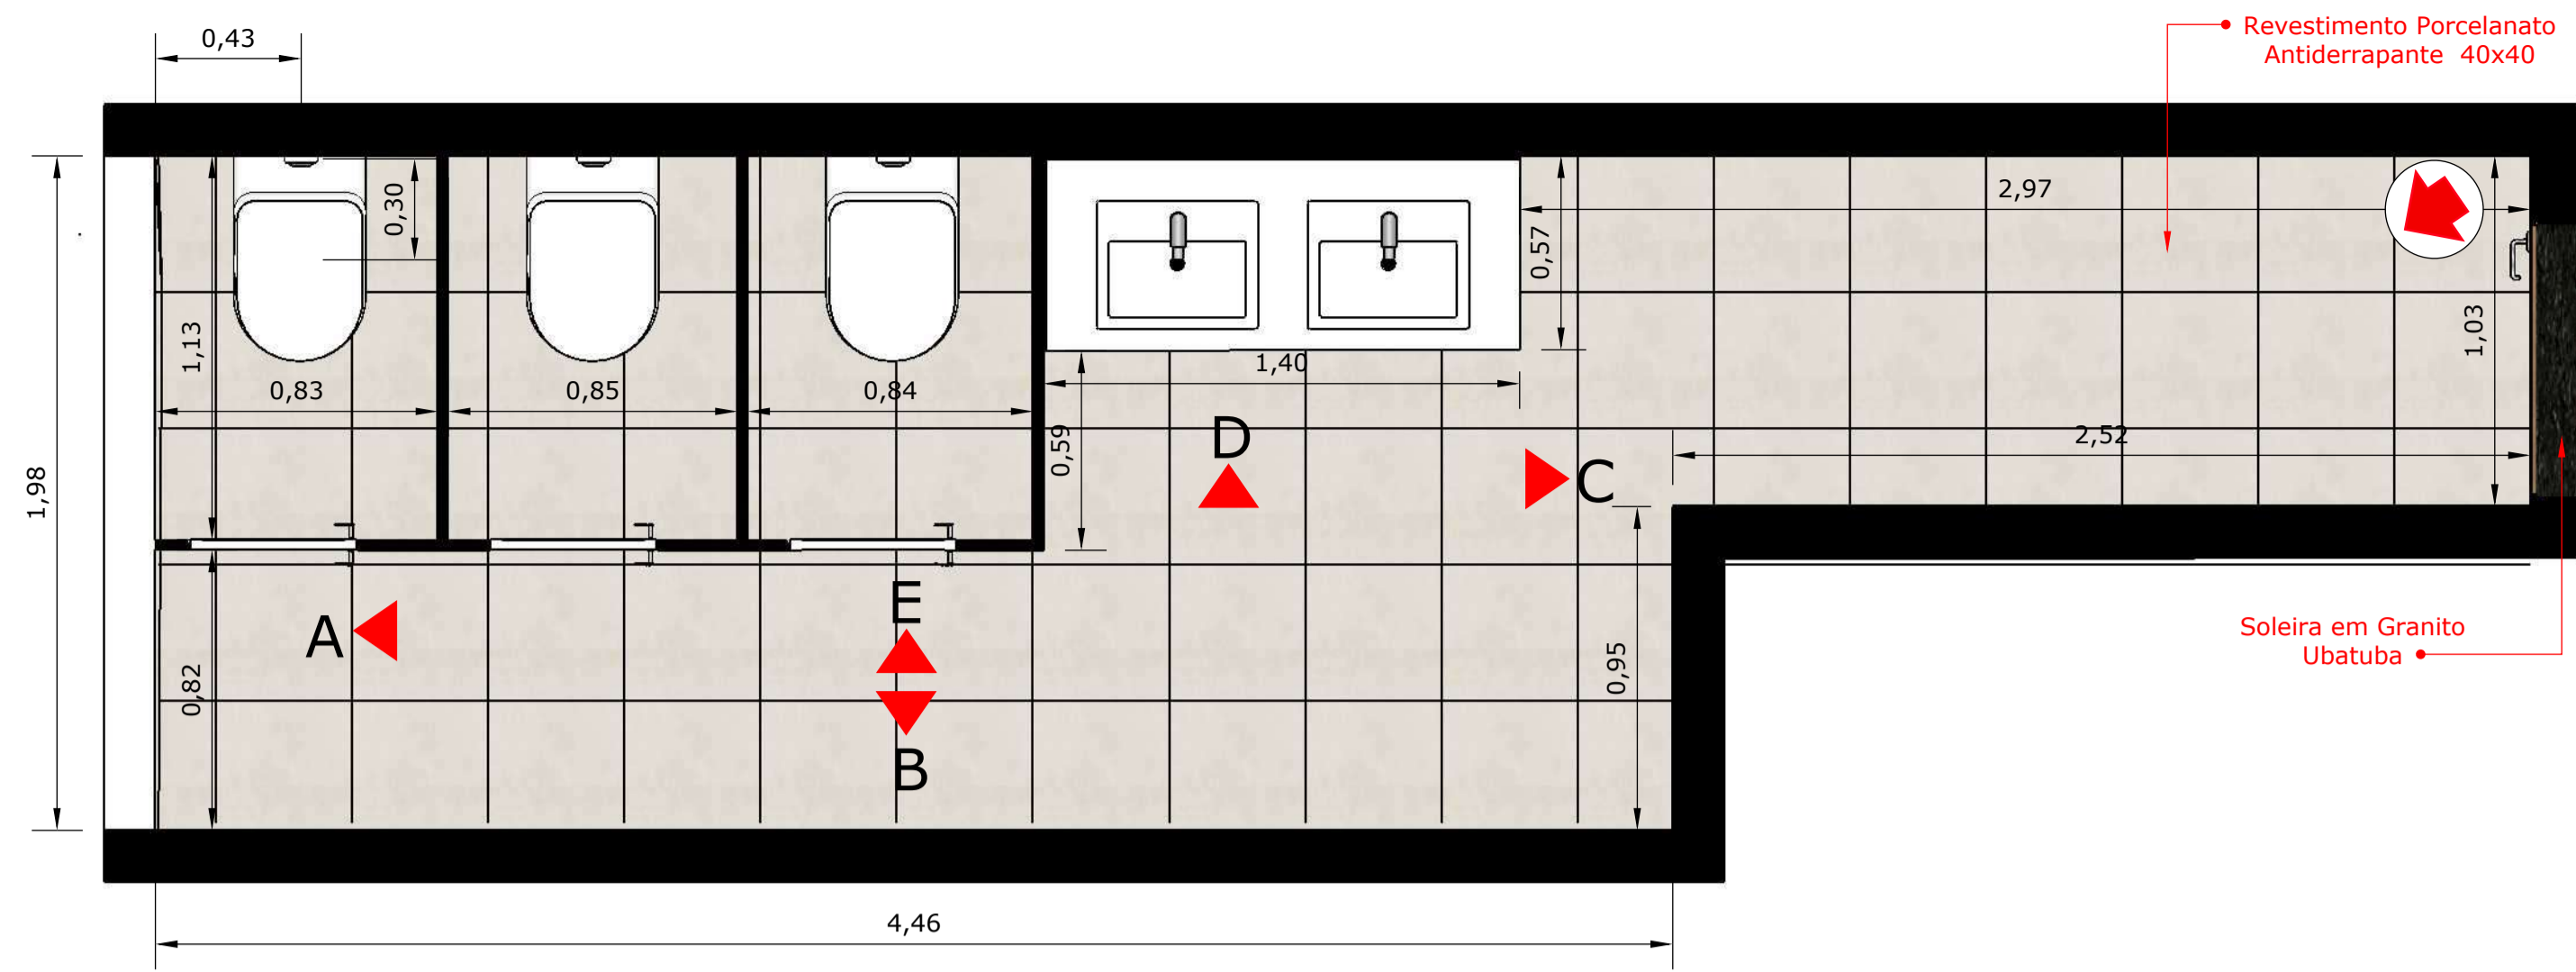 0,43
Revestimento Porcelanato
Antiderrapante 40x40
2,97
0,30
0,57
1,03
1,13
0,83
0,85
0,84
1,40
0,59
D
2,52
C
1,98
E
A
0,82
0,95
B
Soleira em Granito
Ubatuba
4,46